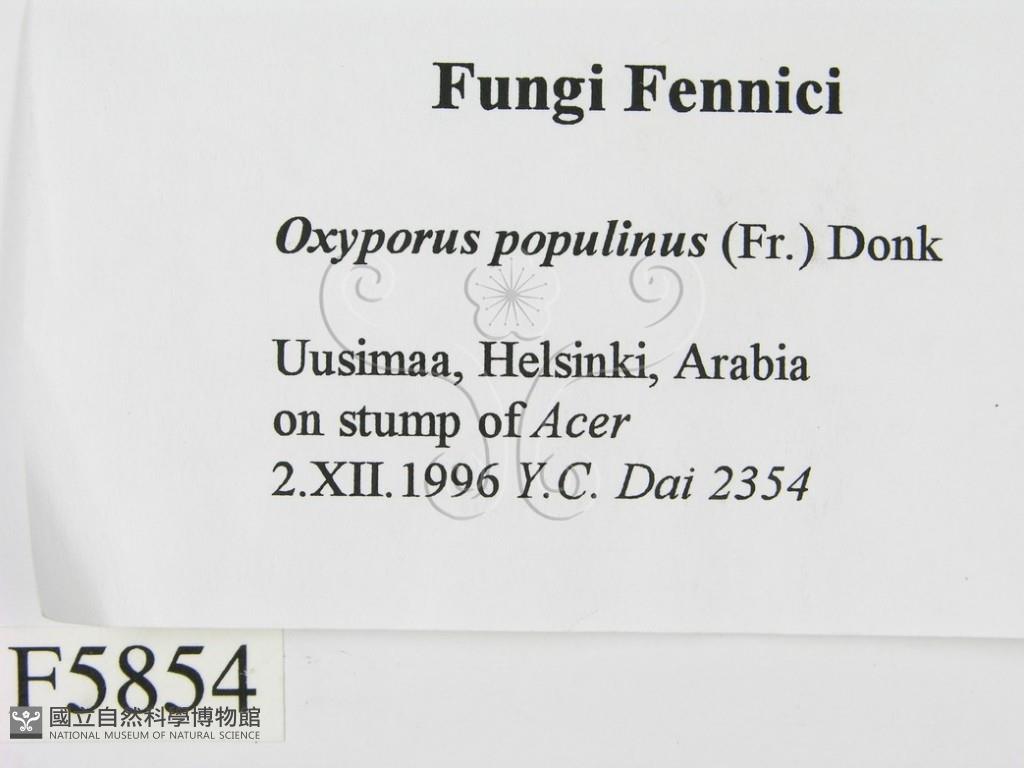 Fungi Fennici
Oxyporus populinus (Fr.) Donk
Uusimaa, Helsinki, Arabia
on stump of Acer
2.XII.1996 Y.C. Dai 2354
F5854
國立自然科學博物館
NATIONAL MUSEUM OF NATURAL SCIENCE